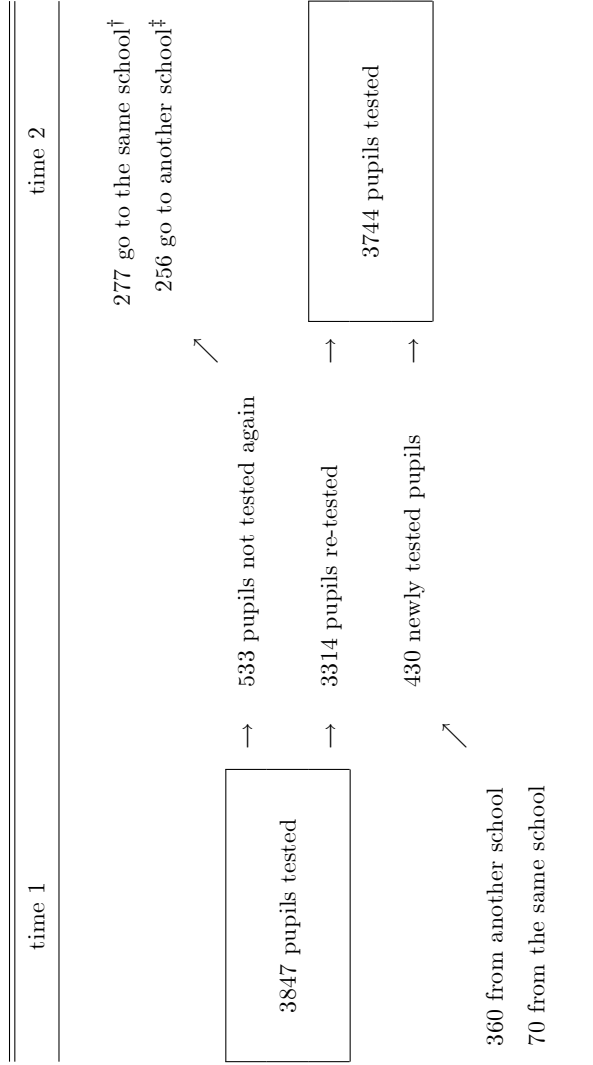 time 1 time 2
277 go to the same school†
256 go to another school‡
↗
3847 pupils tested → 533 pupils not tested again
→ 3314 pupils re-tested → 3744 pupils tested
430 newly tested pupils →
↗
360 from another school
70 from the same school